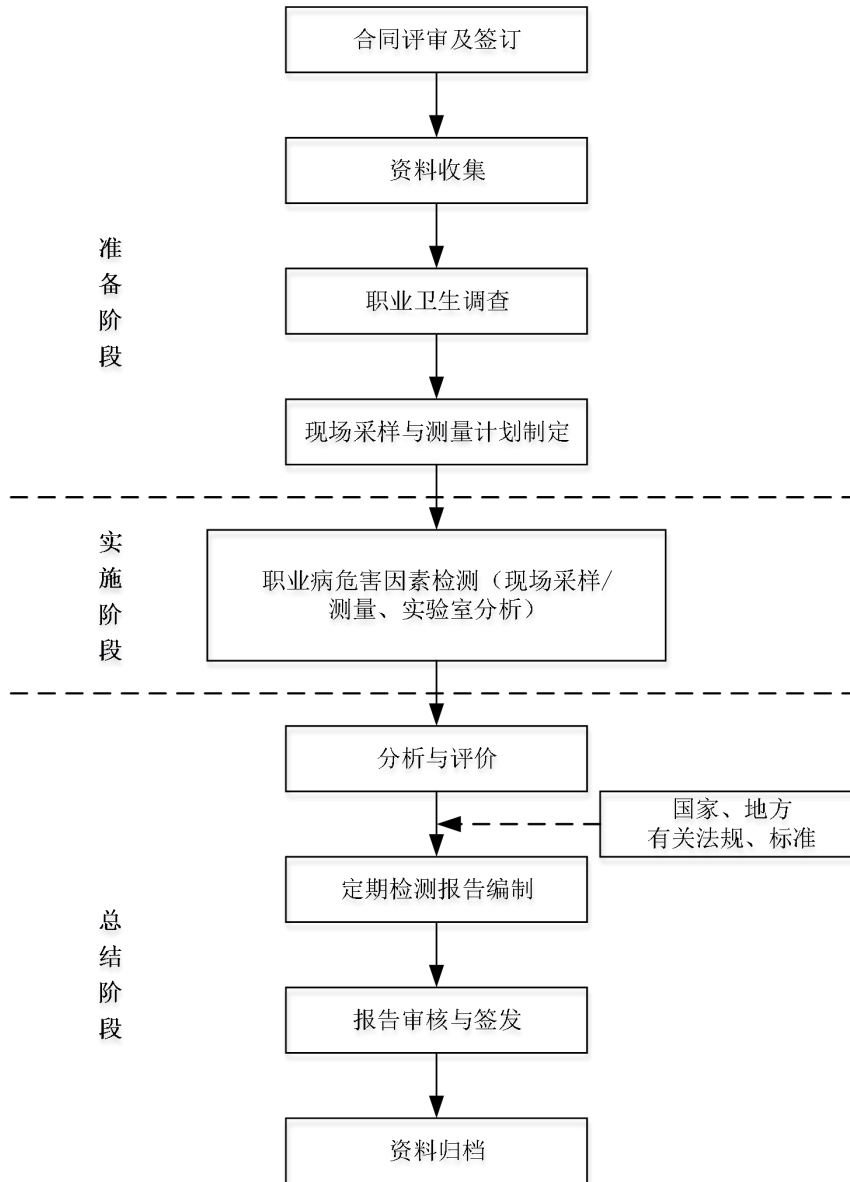 合同评审及签订
资料收集
准备阶段
职业卫生调查
现场采样与测量计划制定
实施阶段
职业病危害因素检测（现场采样/
测量、实验室分析）
分析与评价
国家、地方
有关法规、标准
定期检测报告编制
总结阶段
报告审核与签发
资料归档